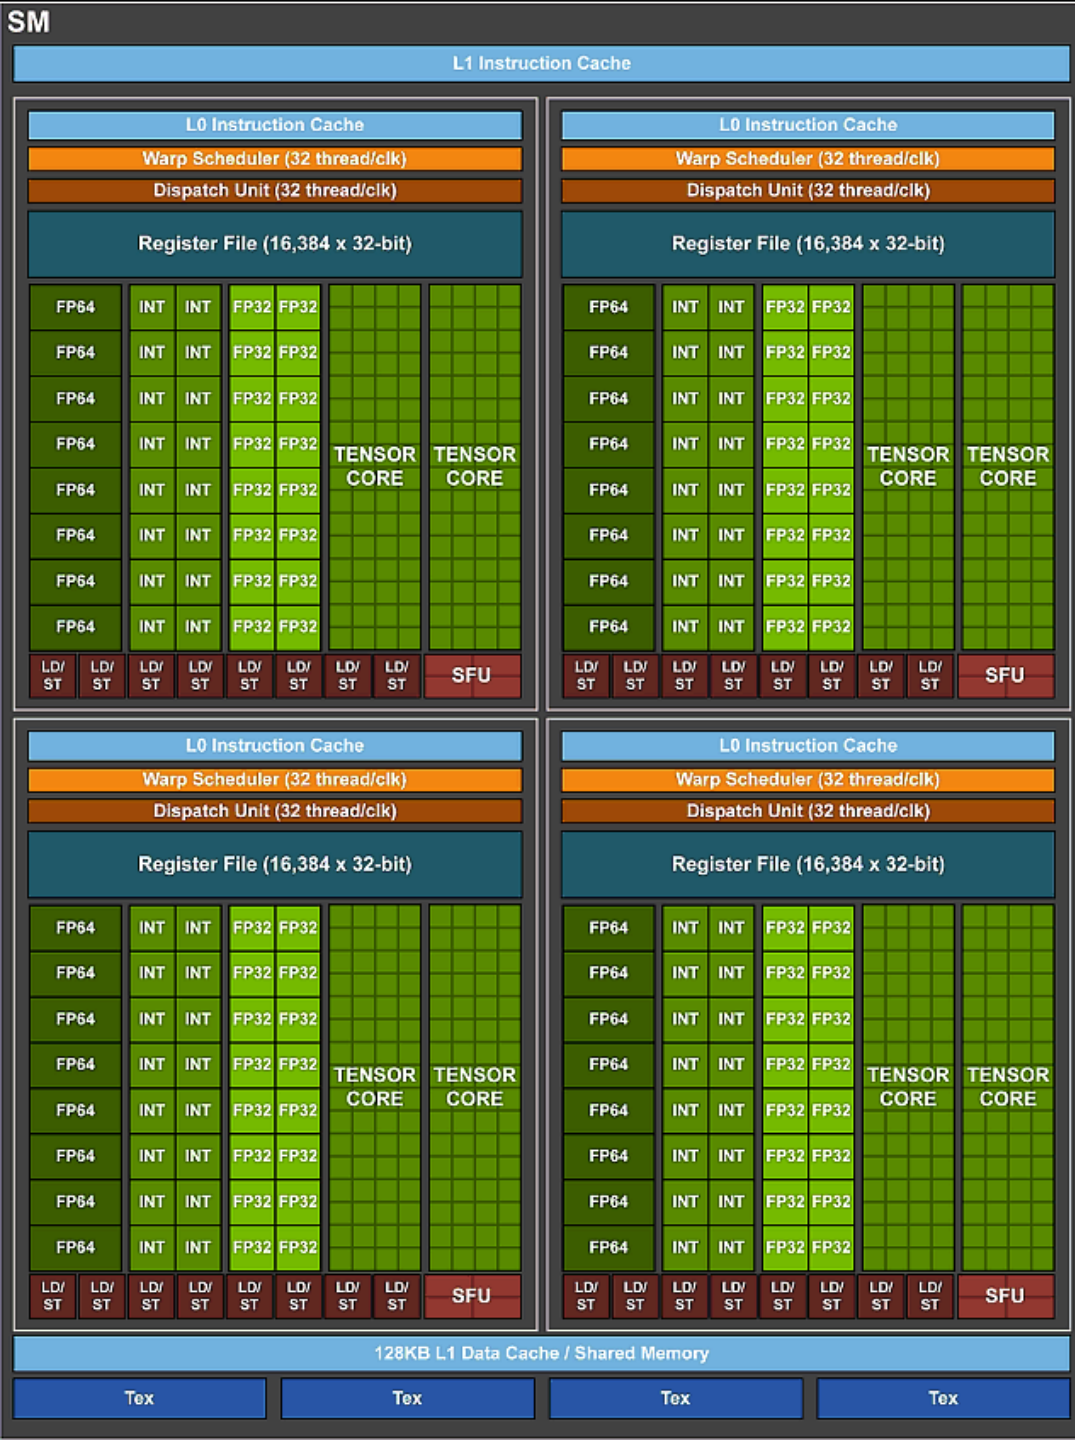 SM
L1 Instruction Cache
L0 Instruction Cache
Warp Scheduler (32 thread/clk)
Dispatch Unit (32 thread/clk)
Register File (16,384 x 32-bit)
FP64 INT INT FP32 FP32
FP64 INT INT FP32 FP32
FP64 INT INT FP32 FP32
FP64 INT INT FP32 FP32
TENSOR CORE TENSOR CORE
FP64 INT INT FP32 FP32
FP64 INT INT FP32 FP32
FP64 INT INT FP32 FP32
FP64 INT INT FP32 FP32
LD/ST LD/ST LD/ST LD/ST LD/ST LD/ST LD/ST LD/ST SFU
L0 Instruction Cache
Warp Scheduler (32 thread/clk)
Dispatch Unit (32 thread/clk)
Register File (16,384 x 32-bit)
FP64 INT INT FP32 FP32
FP64 INT INT FP32 FP32
FP64 INT INT FP32 FP32
FP64 INT INT FP32 FP32
TENSOR CORE TENSOR CORE
FP64 INT INT FP32 FP32
FP64 INT INT FP32 FP32
FP64 INT INT FP32 FP32
FP64 INT INT FP32 FP32
LD/ST LD/ST LD/ST LD/ST LD/ST LD/ST LD/ST LD/ST SFU
L0 Instruction Cache
Warp Scheduler (32 thread/clk)
Dispatch Unit (32 thread/clk)
Register File (16,384 x 32-bit)
FP64 INT INT FP32 FP32
FP64 INT INT FP32 FP32
FP64 INT INT FP32 FP32
FP64 INT INT FP32 FP32
TENSOR CORE TENSOR CORE
FP64 INT INT FP32 FP32
FP64 INT INT FP32 FP32
FP64 INT INT FP32 FP32
FP64 INT INT FP32 FP32
LD/ST LD/ST LD/ST LD/ST LD/ST LD/ST LD/ST LD/ST SFU
L0 Instruction Cache
Warp Scheduler (32 thread/clk)
Dispatch Unit (32 thread/clk)
Register File (16,384 x 32-bit)
FP64 INT INT FP32 FP32
FP64 INT INT FP32 FP32
FP64 INT INT FP32 FP32
FP64 INT INT FP32 FP32
TENSOR CORE TENSOR CORE
FP64 INT INT FP32 FP32
FP64 INT INT FP32 FP32
FP64 INT INT FP32 FP32
FP64 INT INT FP32 FP32
LD/ST LD/ST LD/ST LD/ST LD/ST LD/ST LD/ST LD/ST SFU
128KB L1 Data Cache / Shared Memory
Tex Tex Tex Tex